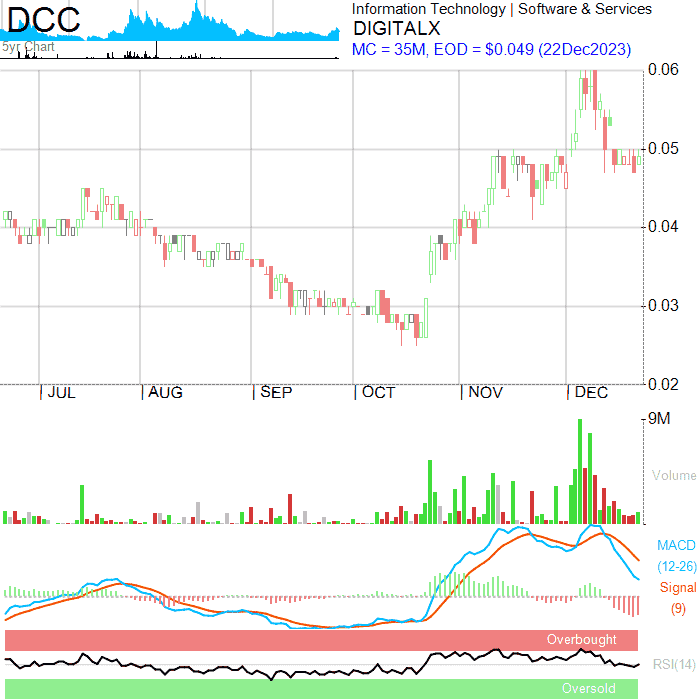 DCC
Information Technology | Software & Services
DIGITALX
5yr Chart
MC = 35M, EOD = $0.049 (22Dec2023)
0.06
0.05
0.04
0.03
0.02
JUL AUG SEP OCT NOV DEC
9M
Volume
MACD
(12-26)
Signal
(9)
Overbought
RSI(14)
Oversold